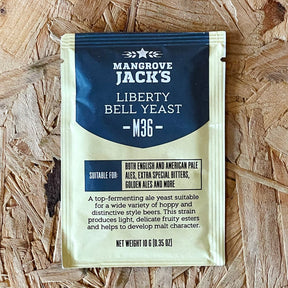 MANGROVE
JACK'S
LIBERTY
BELL YEAST
M36
SUITABLE FOR:
BOTH ENGLISH AND AMERICAN PALE
ALES, EXTRA SPECIAL BITTERS,
GOLDEN ALES AND MORE
A top-fermenting ale yeast suitable
for a wide variety of hoppy and
distinctive style beers. This strain
produces light, delicate fruity esters
and helps to develop malt character.
NET WEIGHT 10 G (0.35 OZ)